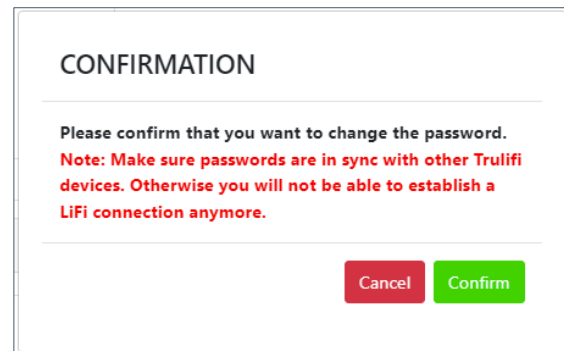 CONFIRMATION
Please confirm that you want to change the password.
Note: Make sure passwords are in sync with other Trulifi
devices. Otherwise you will not be able to establish a
LiFi connection anymore.
Cancel Confirm